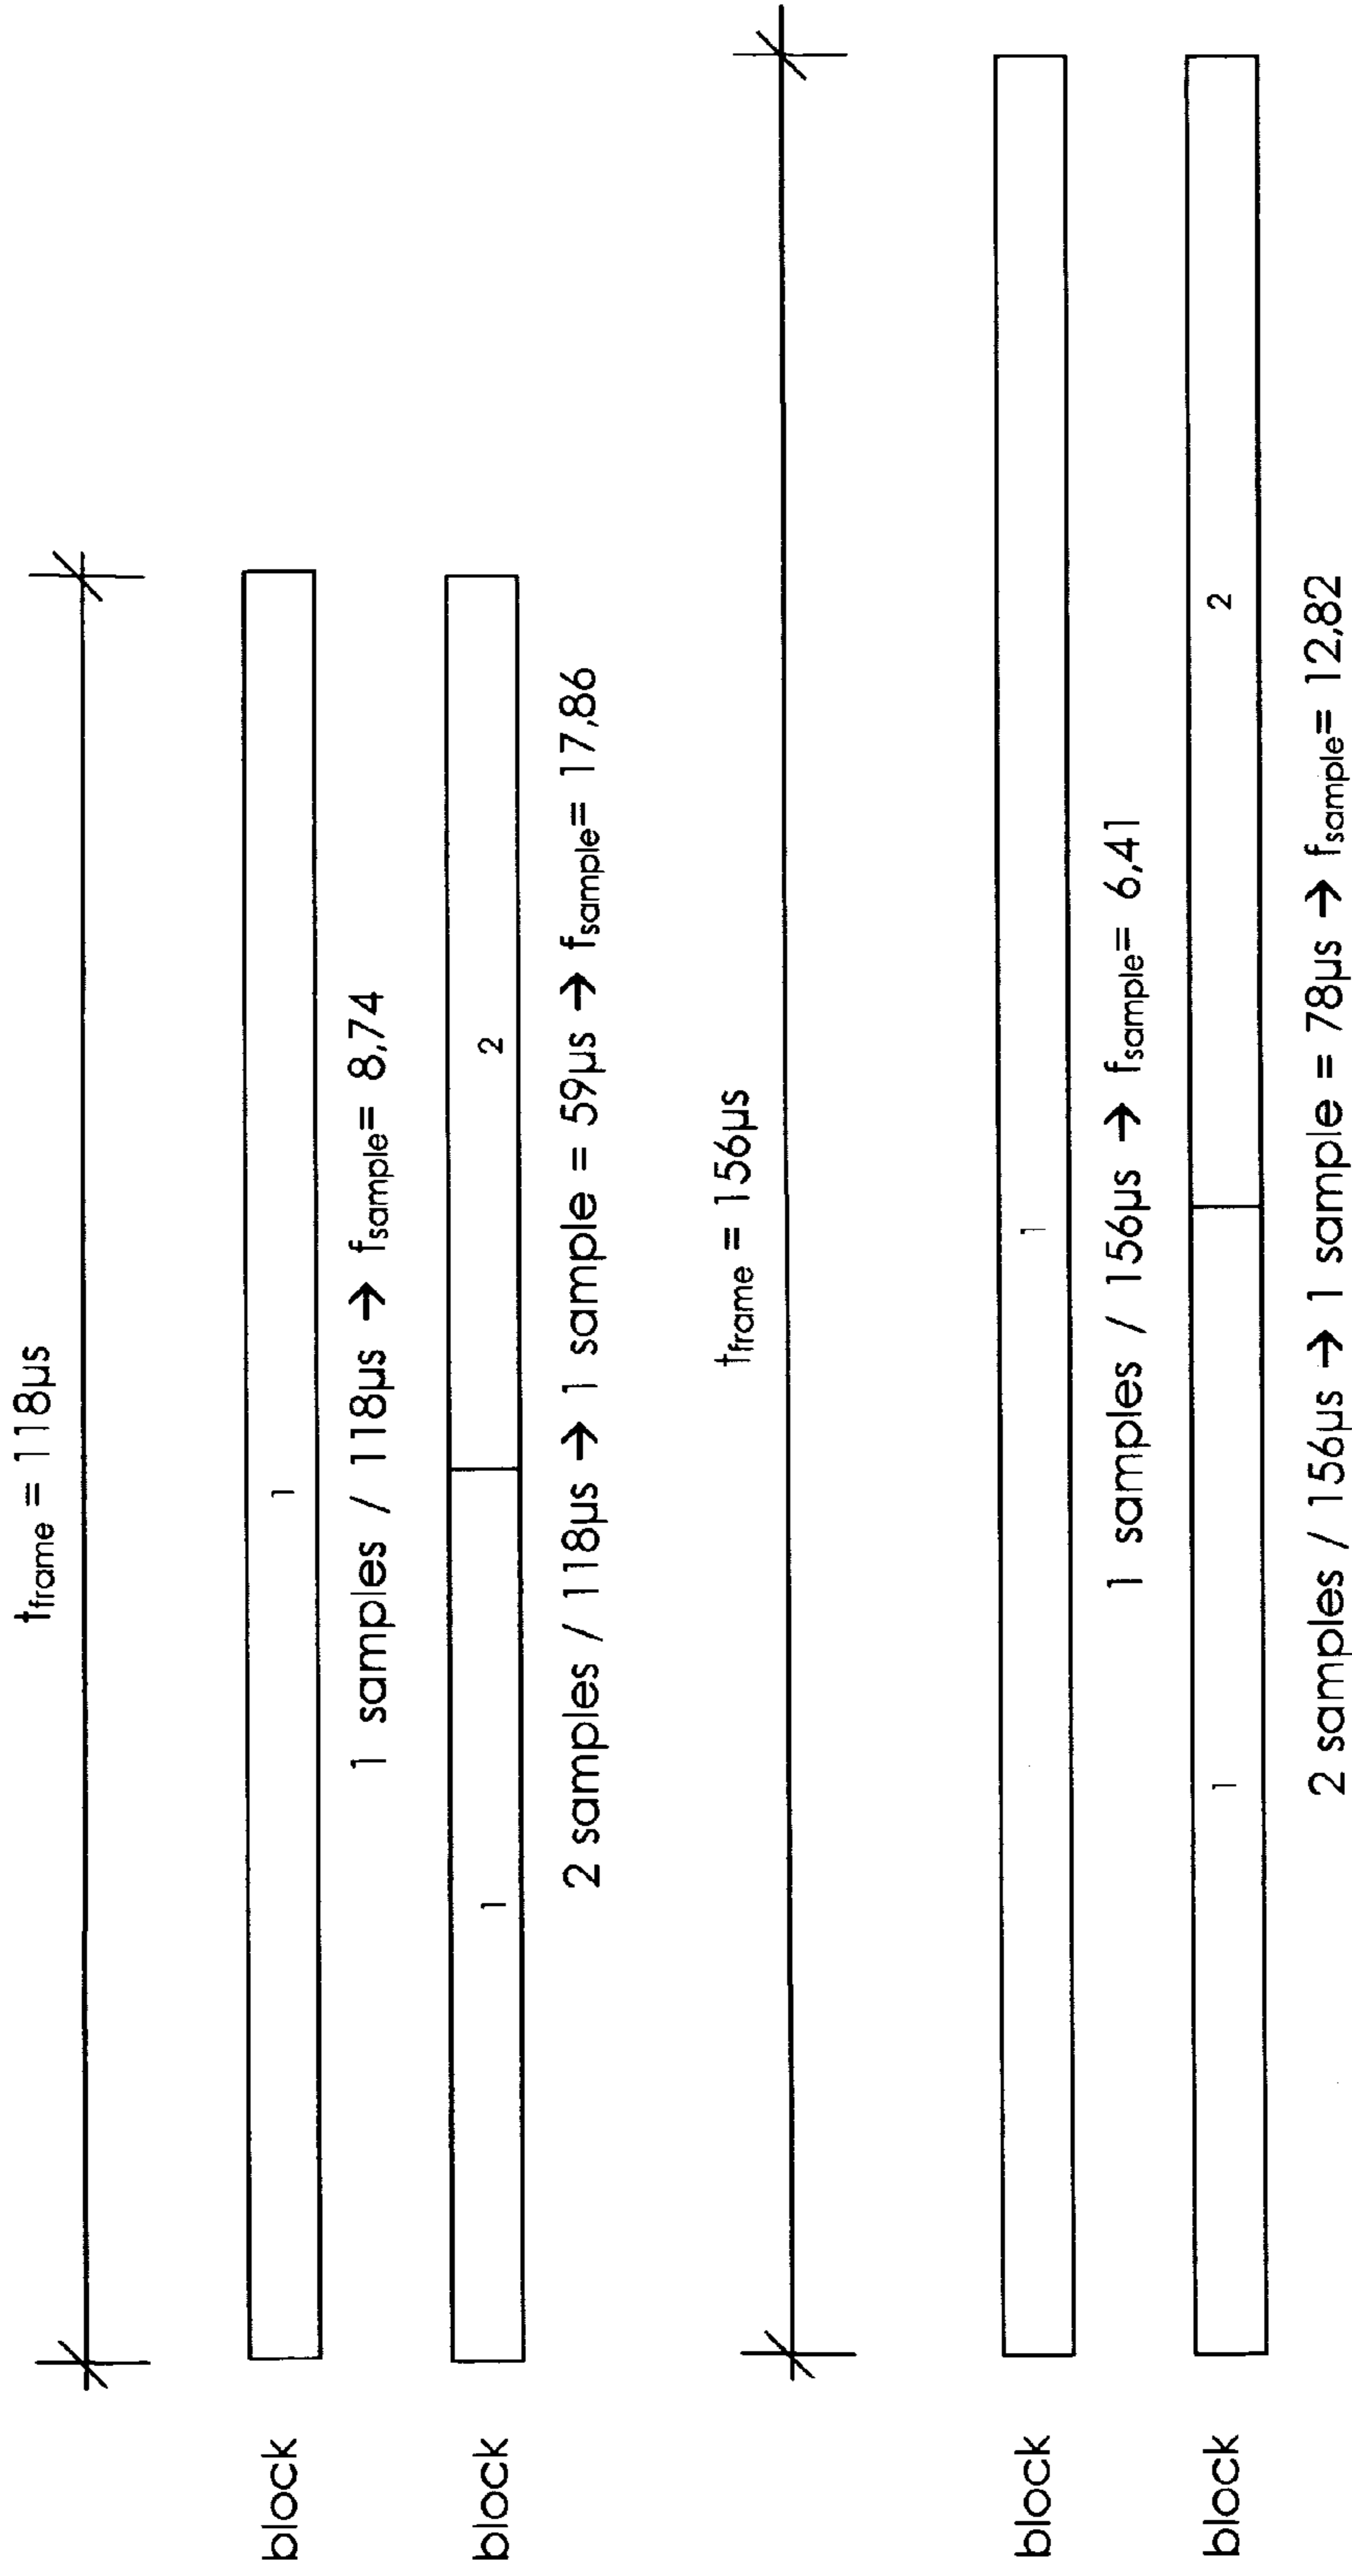 t_frame = 118µs
block 1
1 samples / 118µs → f_sample= 8,74
block 1 2
2 samples / 118µs → 1 sample = 59µs → f_sample= 17,86
t_frame = 156µs
block 1
1 samples / 156µs → f_sample= 6,41
block 1 2
2 samples / 156µs → 1 sample = 78µs → f_sample= 12,82